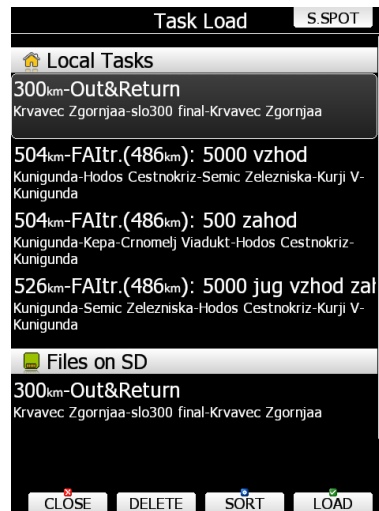 Task Load
S.SPOT
Local Tasks
300km-Out&Return
Krvavec Zgornjaa-slo300 final-Krvavec Zgornjaa
504km-FAItr.(486km): 5000 vzhod
Kunigunda-Hodos Cestnokriz-Semic Zelezniska-Kurji V-
Kunigunda
504km-FAItr.(486km): 500 zahod
Kunigunda-Kepa-Crnomelj Viadukt-Hodos Cestnokriz-
Kunigunda
526km-FAItr.(486km): 5000 jug vzhod zah
Kunigunda-Semic Zelezniska-Hodos Cestnokriz-Kurji V-
Kunigunda
Files on SD
300km-Out&Return
Krvavec Zgornjaa-slo300 final-Krvavec Zgornjaa
CLOSE DELETE SORT LOAD